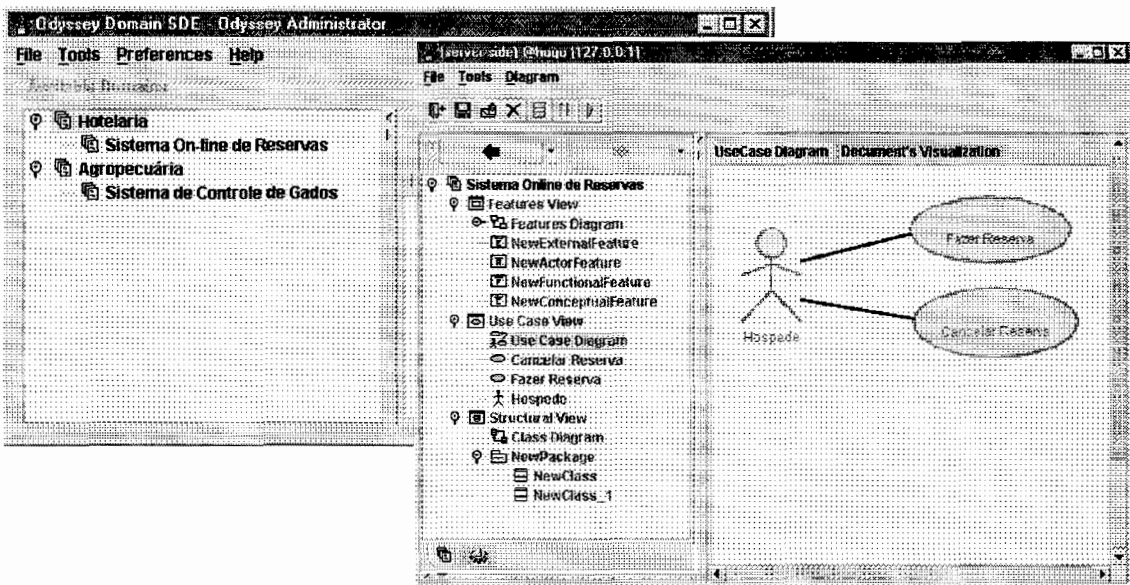 Odyssey Domain SDE - Odyssey Administrator
File Tools Preferences Help
Available Domains
Hotelaria
Sistema On-line de Reservas
Agropecuária
Sistema de Controle de Gados
[server side] @hugo [127.0.0.1]
File Tools Diagram
Sistema Online de Reservas
Features View
Features Diagram
NewExternalFeature
NewActorFeature
NewFunctionalFeature
NewConceptualFeature
Use Case View
Use Case Diagram
Cancelar Reserva
Fazer Reserva
Hospede
Structural View
Class Diagram
NewPackage
NewClass
NewClass_1
UseCase Diagram Document's Visualization
Fazer Reserva
Cancelar Reserva
Hospede